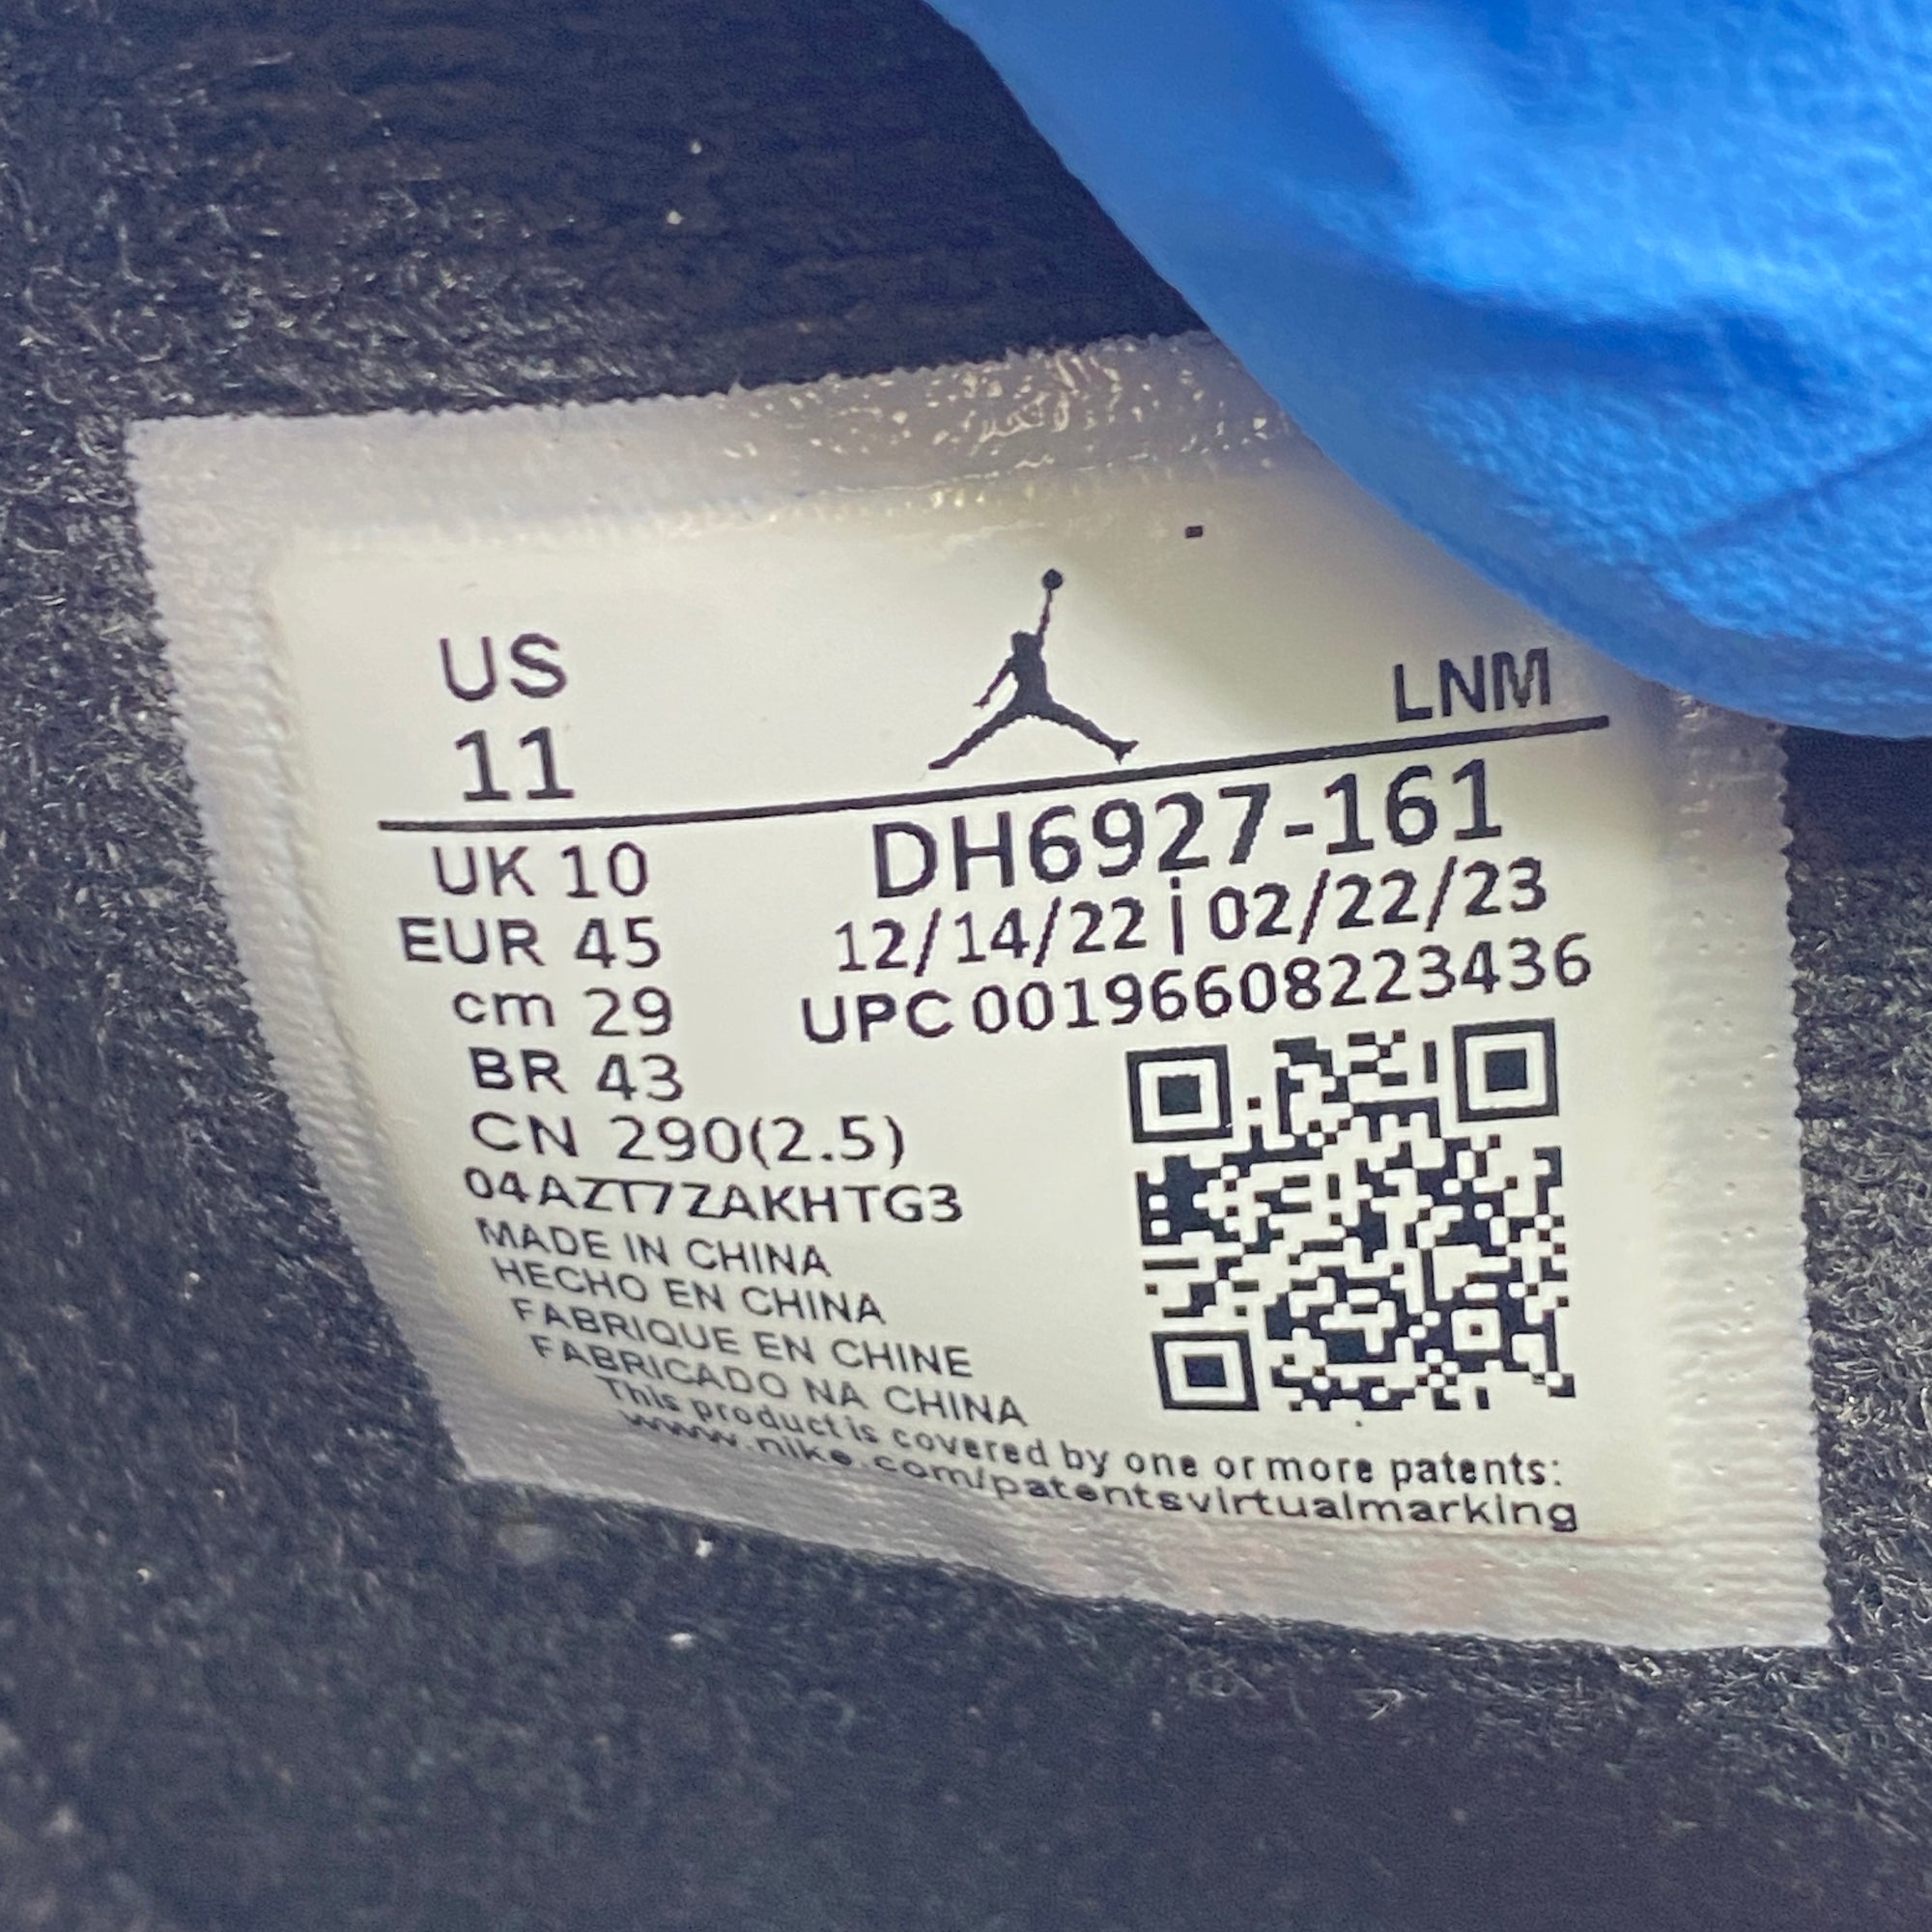 US
11
LNM
UK 10
EUR 45
cm 29
BR 43
CN 290(2.5)
04AZT7ZAKHTG3
DH6927-161
12/14/22 | 02/22/23
UPC 00196608223436
MADE IN CHINA
HECHO EN CHINA
FABRIQUE EN CHINE
FABRICADO NA CHINA
This product is covered by one or more patents:
www.nike.com/patentsvirtualmarking